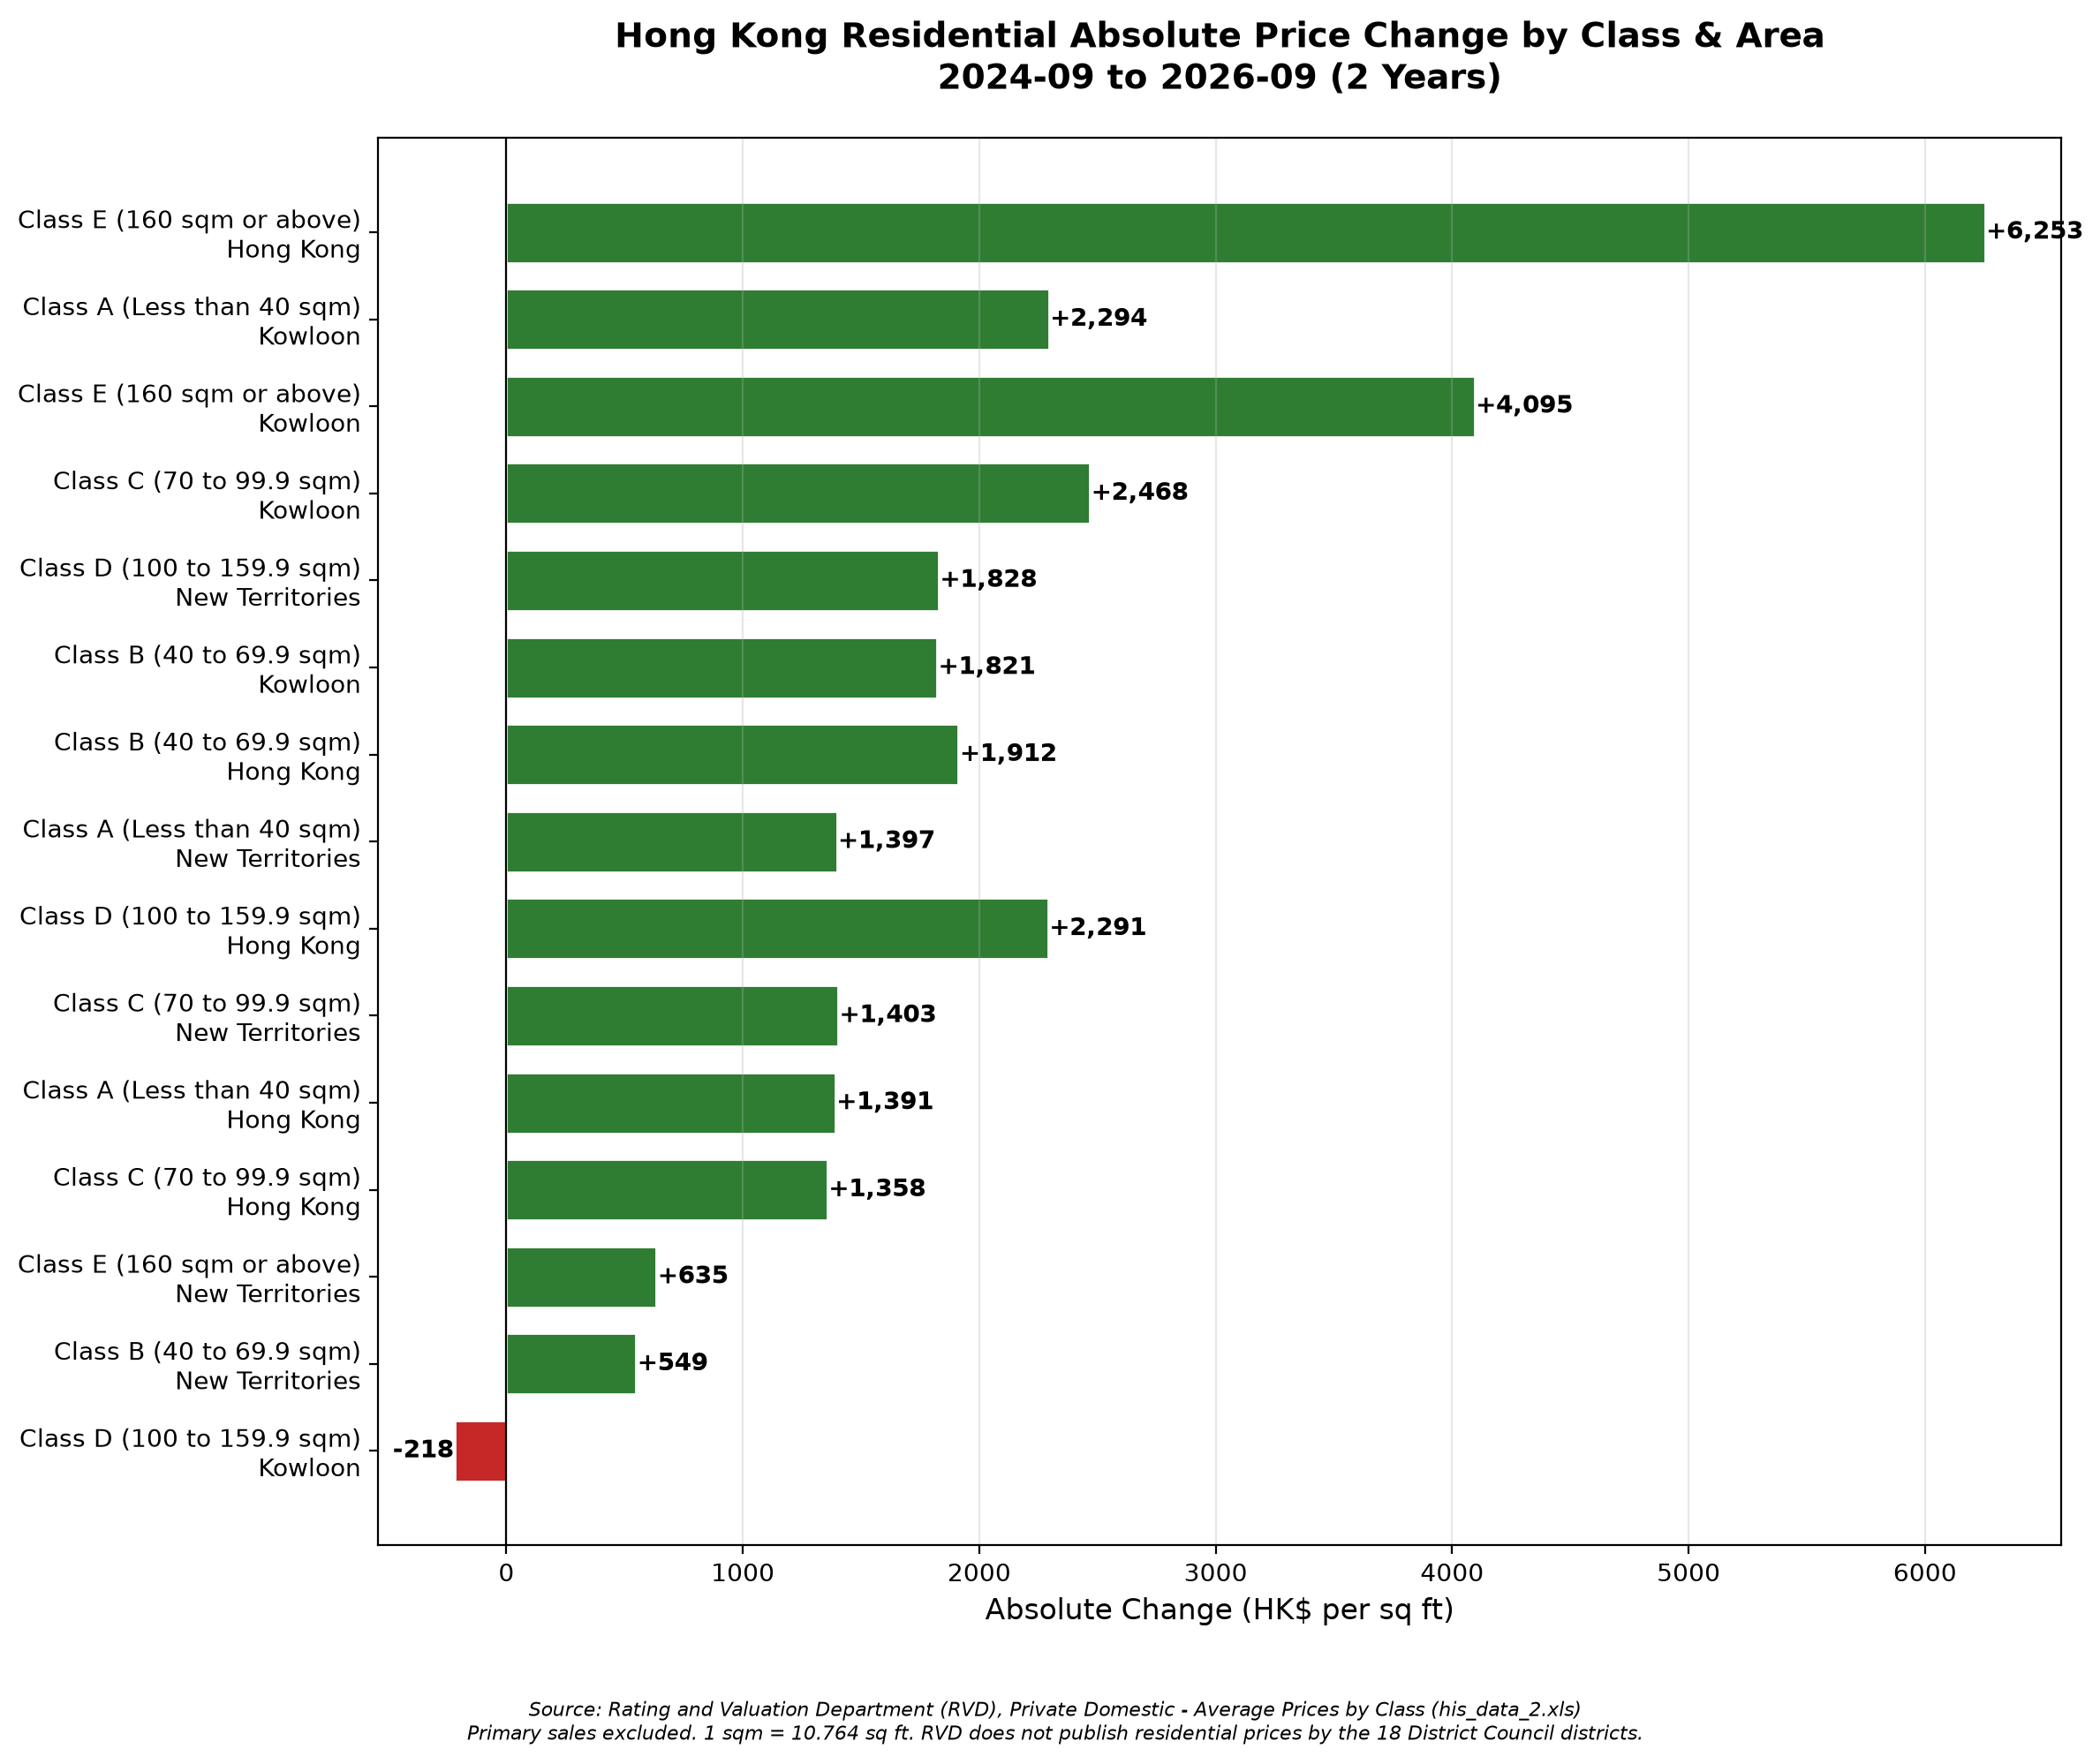 Hong Kong Residential Absolute Price Change by Class & Area
2024-09 to 2026-09 (2 Years)
Class E (160 sqm or above)
Hong Kong
+6,253
Class A (Less than 40 sqm)
Kowloon
+2,294
Class E (160 sqm or above)
Kowloon
+4,095
Class C (70 to 99.9 sqm)
Kowloon
+2,468
Class D (100 to 159.9 sqm)
New Territories
+1,828
Class B (40 to 69.9 sqm)
Kowloon
+1,821
Class B (40 to 69.9 sqm)
Hong Kong
+1,912
Class A (Less than 40 sqm)
New Territories
+1,397
Class D (100 to 159.9 sqm)
Hong Kong
+2,291
Class C (70 to 99.9 sqm)
New Territories
+1,403
Class A (Less than 40 sqm)
Hong Kong
+1,391
Class C (70 to 99.9 sqm)
Hong Kong
+1,358
Class E (160 sqm or above)
New Territories
+635
Class B (40 to 69.9 sqm)
New Territories
+549
Class D (100 to 159.9 sqm)
Kowloon
-218
0 1000 2000 3000 4000 5000 6000
Absolute Change (HK$ per sq ft)
Source: Rating and Valuation Department (RVD), Private Domestic - Average Prices by Class (his_data_2.xls)
Primary sales excluded. 1 sqm = 10.764 sq ft. RVD does not publish residential prices by the 18 District Council districts.